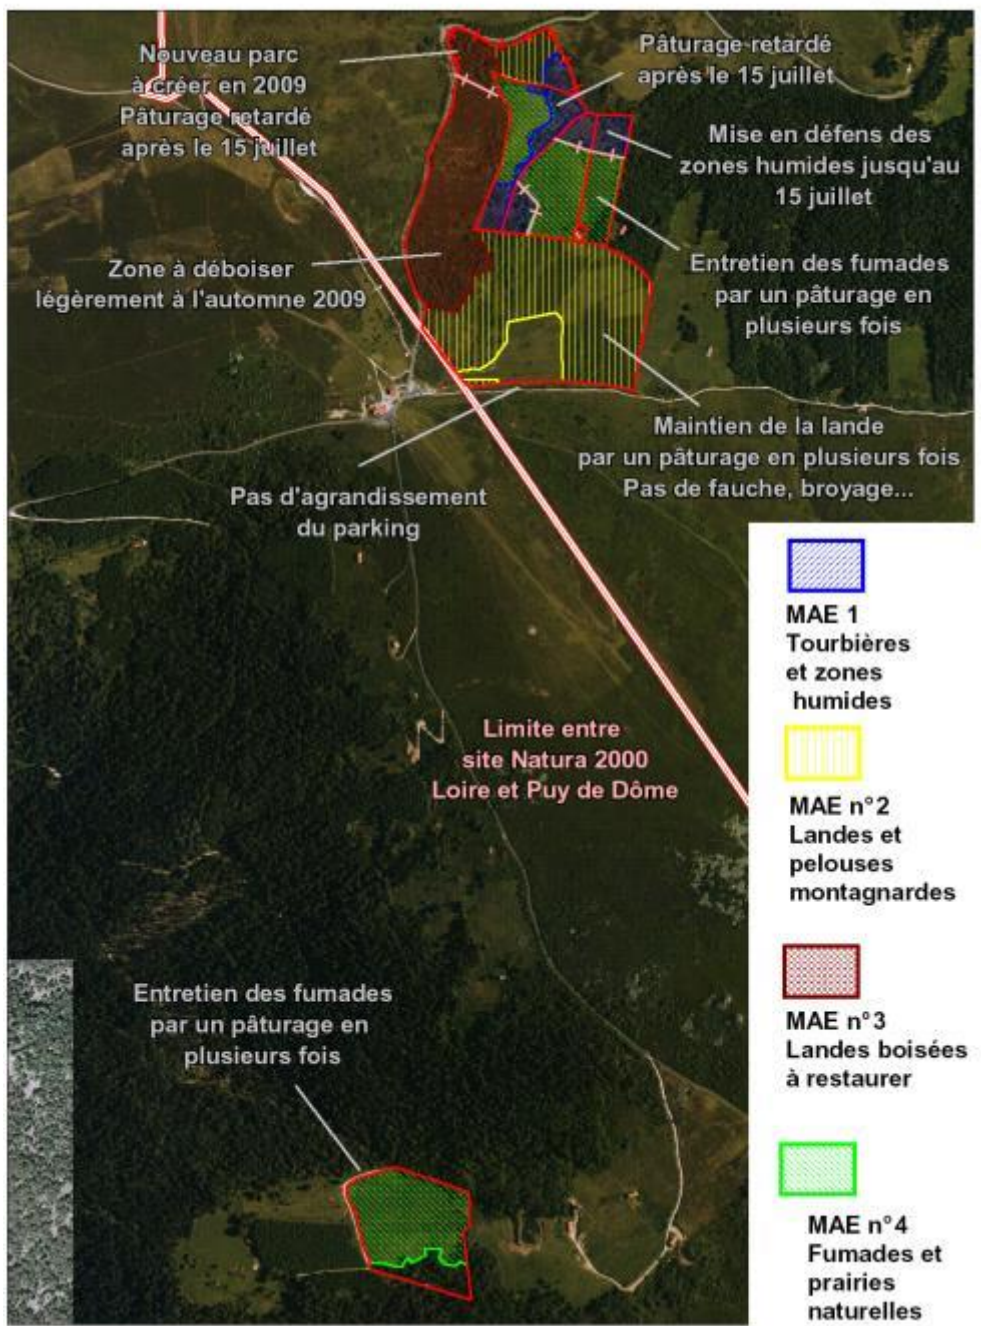 Nouveau parc
à créer en 2009
Pâturage retardé
après le 15 juillet
Pâturage retardé
après le 15 juillet
Mise en défens des
zones humides jusqu'au
15 juillet
Zone à déboiser
légèrement à l'automne 2009
Entretien des fumades
par un pâturage en
plusieurs fois
Maintien de la lande
par un pâturage en plusieurs fois
Pas de fauche, broyage...
Pas d'agrandissement
du parking
Limite entre
site Natura 2000
Loire et Puy de Dôme
Entretien des fumades
par un pâturage en
plusieurs fois
MAE 1
Tourbières
et zones
humides
MAE n°2
Landes et
pelouses
montagnardes
MAE n°3
Landes boisées
à restaurer
MAE n°4
Fumades et
prairies
naturelles